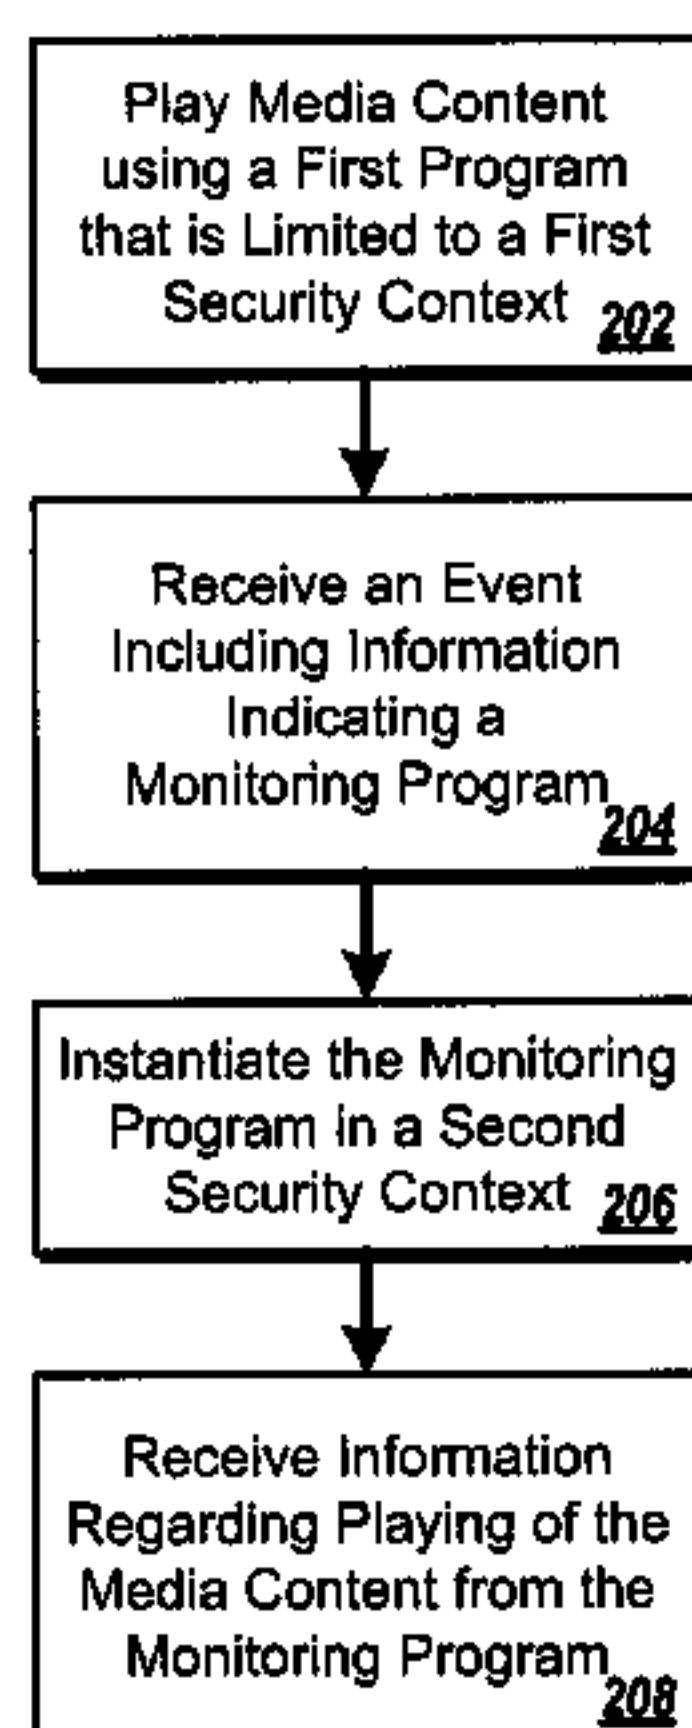 Play Media Content
using a First Program
that is Limited to a First
Security Context 202
Receive an Event
Including Information
Indicating a
Monitoring Program
204
Instantiate the Monitoring
Program in a Second
Security Context 206
Receive Information
Regarding Playing of the
Media Content from the
Monitoring Program
208